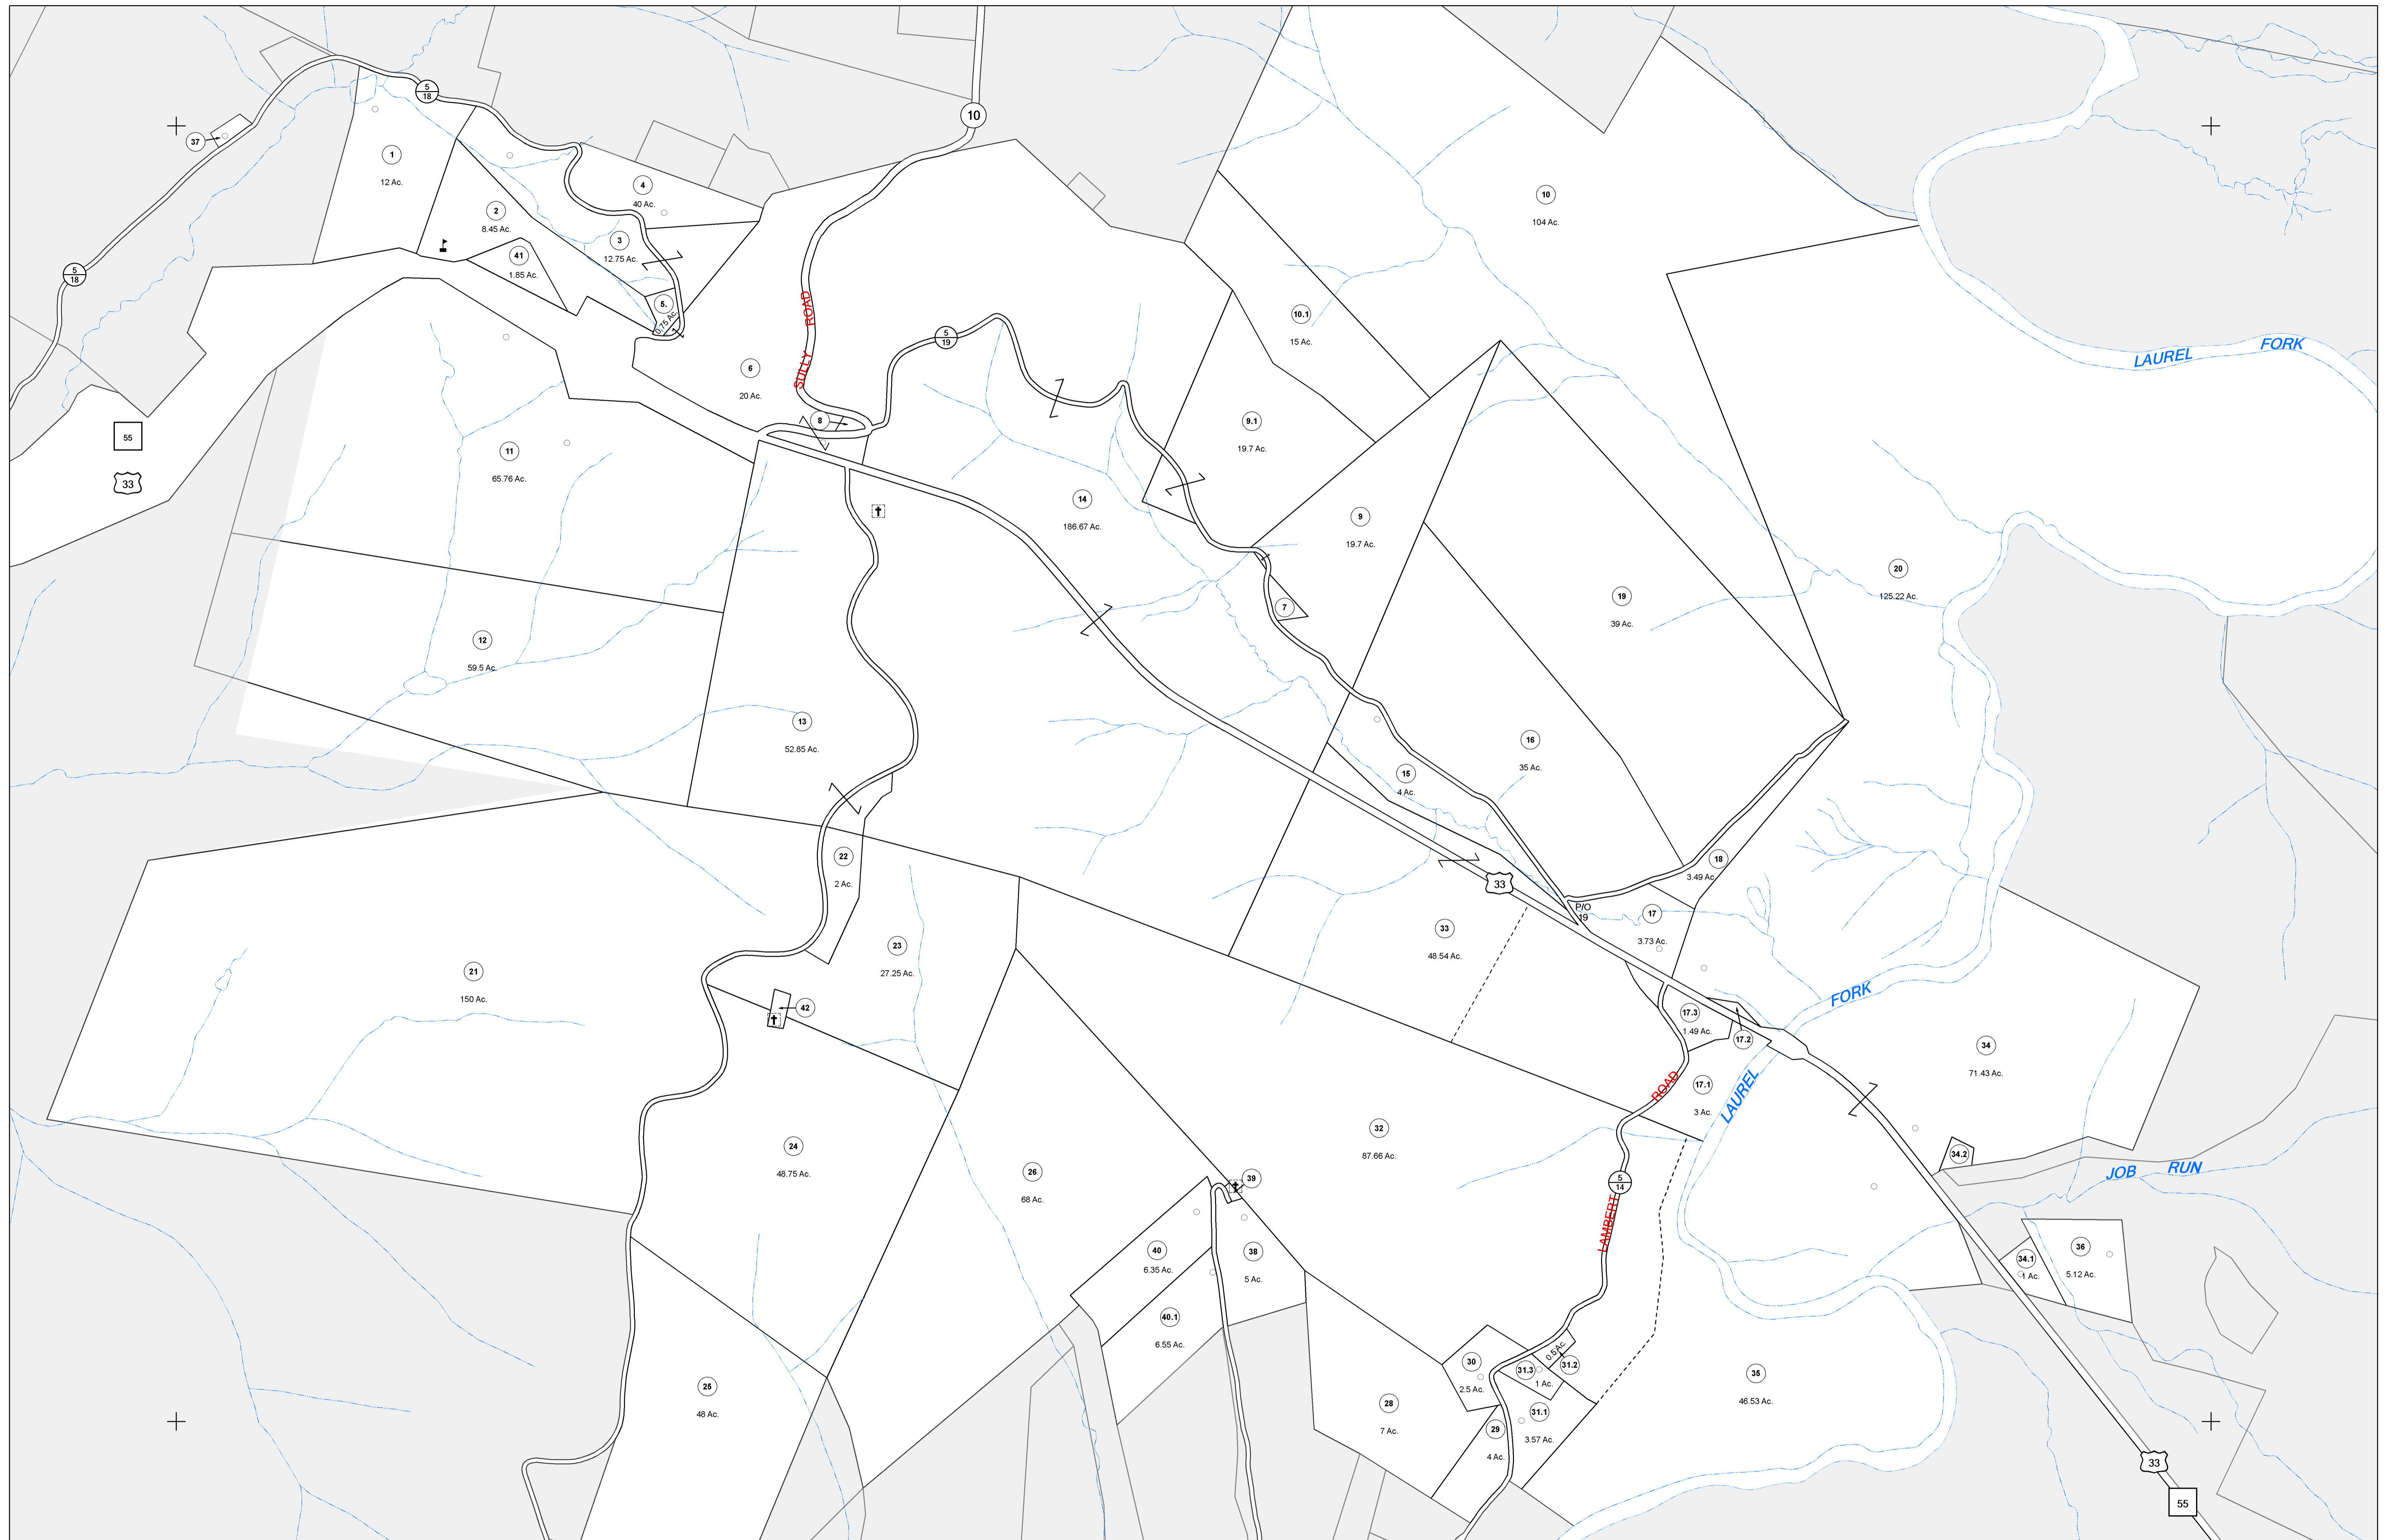 10
5
18
37
1
12 Ac.
4
40 Ac.
10
104 Ac.
2
8.45 Ac.
3
12.75 Ac.
41
1.85 Ac.
5
18
5.
0.75 Ac.
ROAD
SULLY
10.1
15 Ac.
5
19
LAUREL FORK
6
20 Ac.
8
9.1
19.7 Ac.
55
33
11
65.76 Ac.
14
186.67 Ac.
9
19.7 Ac.
20
125.22 Ac.
19
39 Ac.
7
12
59.5 Ac.
13
52.85 Ac.
16
35 Ac.
15
4 Ac.
22
2 Ac.
18
3.49 Ac.
33
P/O
19
17
3.73 Ac.
33
48.54 Ac.
23
27.25 Ac.
21
150 Ac.
42
FORK
17.3
1.49 Ac.
17.2
34
71.43 Ac.
17.1
3 Ac.
ROAD
LAUREL
32
87.66 Ac.
24
48.75 Ac.
26
68 Ac.
39
34.2
JOB RUN
5
14
LAMBERT
40
6.35 Ac.
38
5 Ac.
34.1
1 Ac.
36
5.12 Ac.
40.1
6.55 Ac.
30
2.5 Ac.
0.5 Ac.
31.2
31.3
1 Ac.
35
46.53 Ac.
25
48 Ac.
28
7 Ac.
31.1
3.57 Ac.
29
4 Ac.
33
55